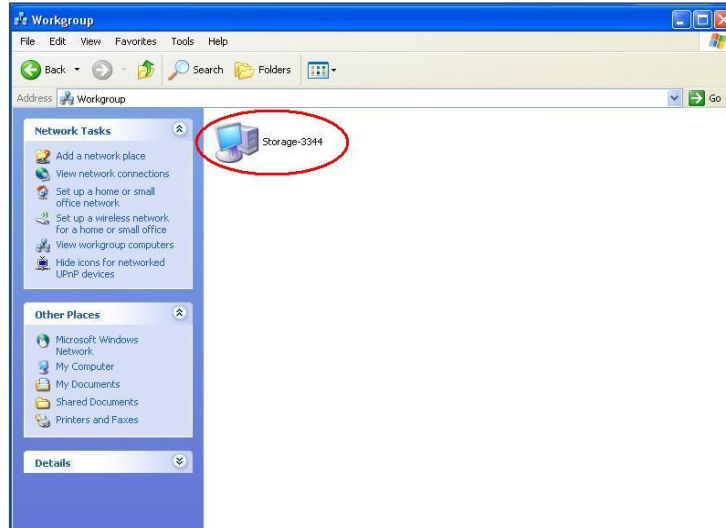 Workgroup
File Edit View Favorites Tools Help
Back Search Folders
Address Workgroup Go
Network Tasks
Add a network place
View network connections
Set up a home or small
office network
Set up a wireless network
for a home or small office
View workgroup computers
Hide icons for networked
UPnP devices
Other Places
Microsoft Windows
Network
My Computer
My Documents
Shared Documents
Printers and Faxes
Details
Storage-3344